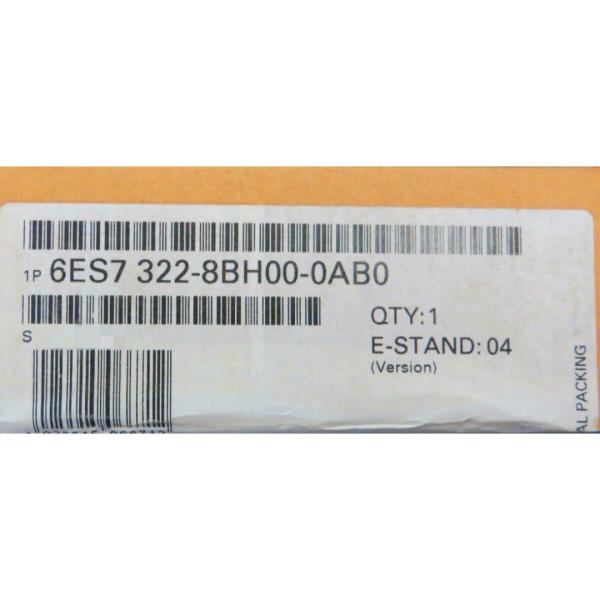 1P 6ES7 322-8BH00-0AB0
QTY:1
S
E-STAND: 04
(Version)
AL PACKING